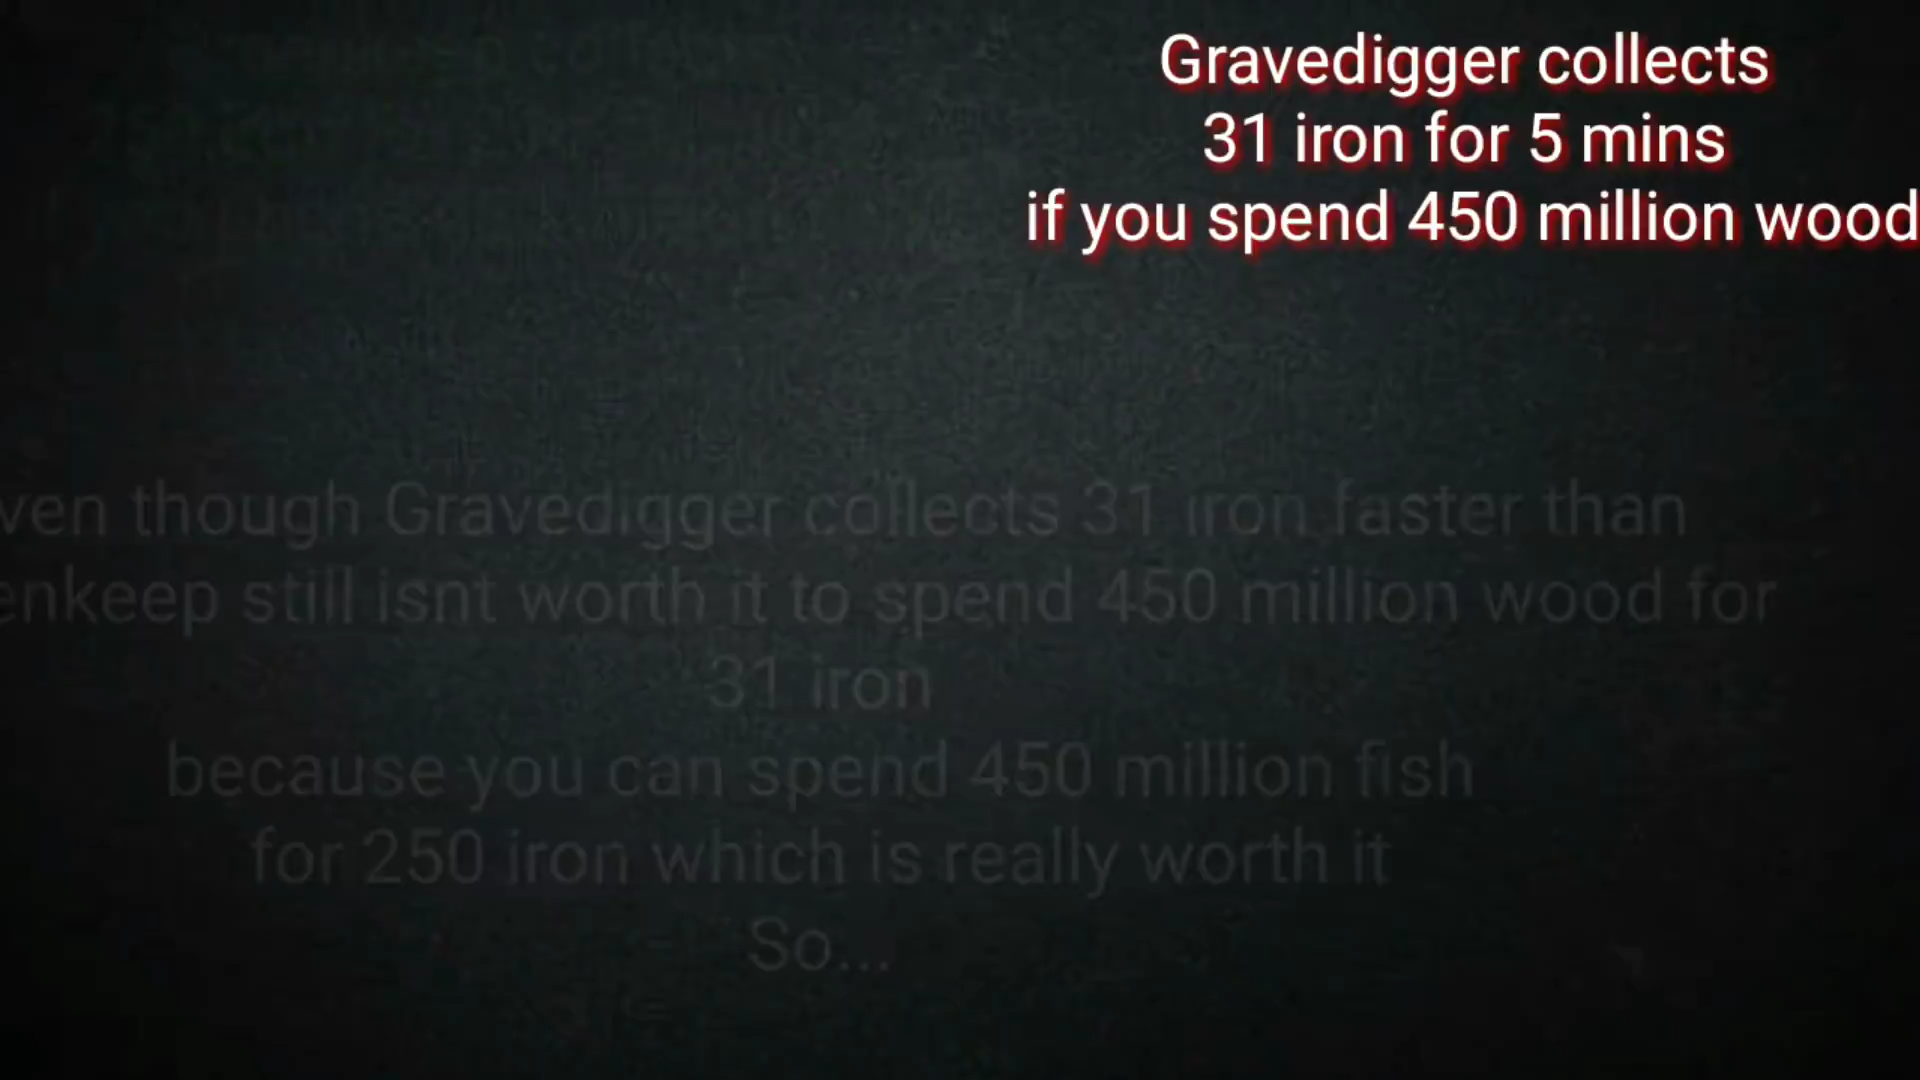 Gravedigger collects
31 iron for 5 mins
if you spend 450 million wood
ven though Gravedigger collects 31 iron faster than
enkeep still isnt worth it to spend 450 million wood for
31 iron
because you can spend 450 million fish
for 250 iron which is really worth it
So...